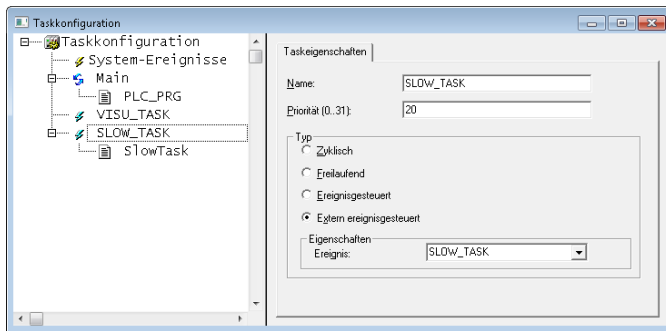 Taskkonfiguration
Taskkonfiguration
System-Ereignisse
Main
PLC_PRG
VISU_TASK
SLOW_TASK
SlowTask
Taskeigenschaften
Name: SLOW_TASK
Priorität (0..31): 20
Typ
Zyklisch
Freilaufend
Ereignisgesteuert
Extern ereignisgesteuert
Eigenschaften
Ereignis: SLOW_TASK